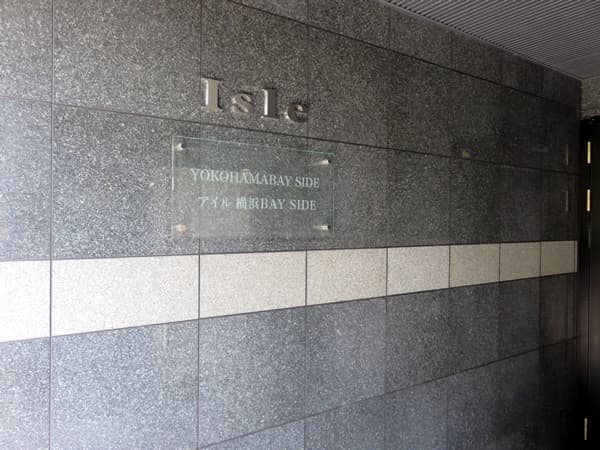 Isle
YOKOHAMABAY SIDE
アイル 横浜BAY SIDE